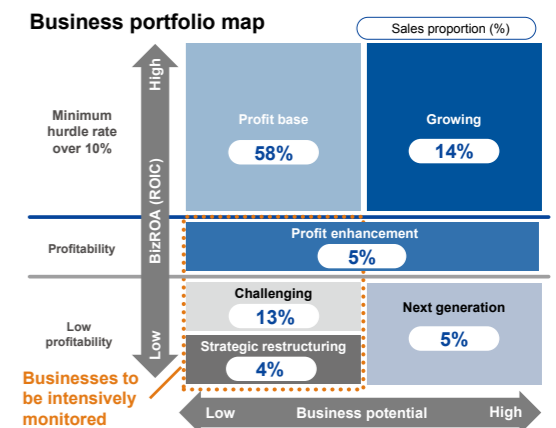 Business portfolio map
Sales proportion (%)
High
Minimum
hurdle rate
over 10%
Profit base
58%
Growing
14%
BizROA (ROIC)
Profitability
Profit enhancement
5%
Low
profitability
Challenging
13%
Next generation
5%
Strategic restructuring
4%
Low
Businesses to
be intensively
monitored
Low
Business potential
High